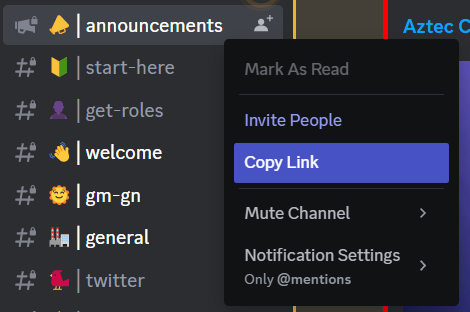 announcements
Aztec C
start-here
Mark As Read
get-roles
Invite People
welcome
Copy Link
gm-gn
Mute Channel
general
Notification Settings
twitter
Only @mentions